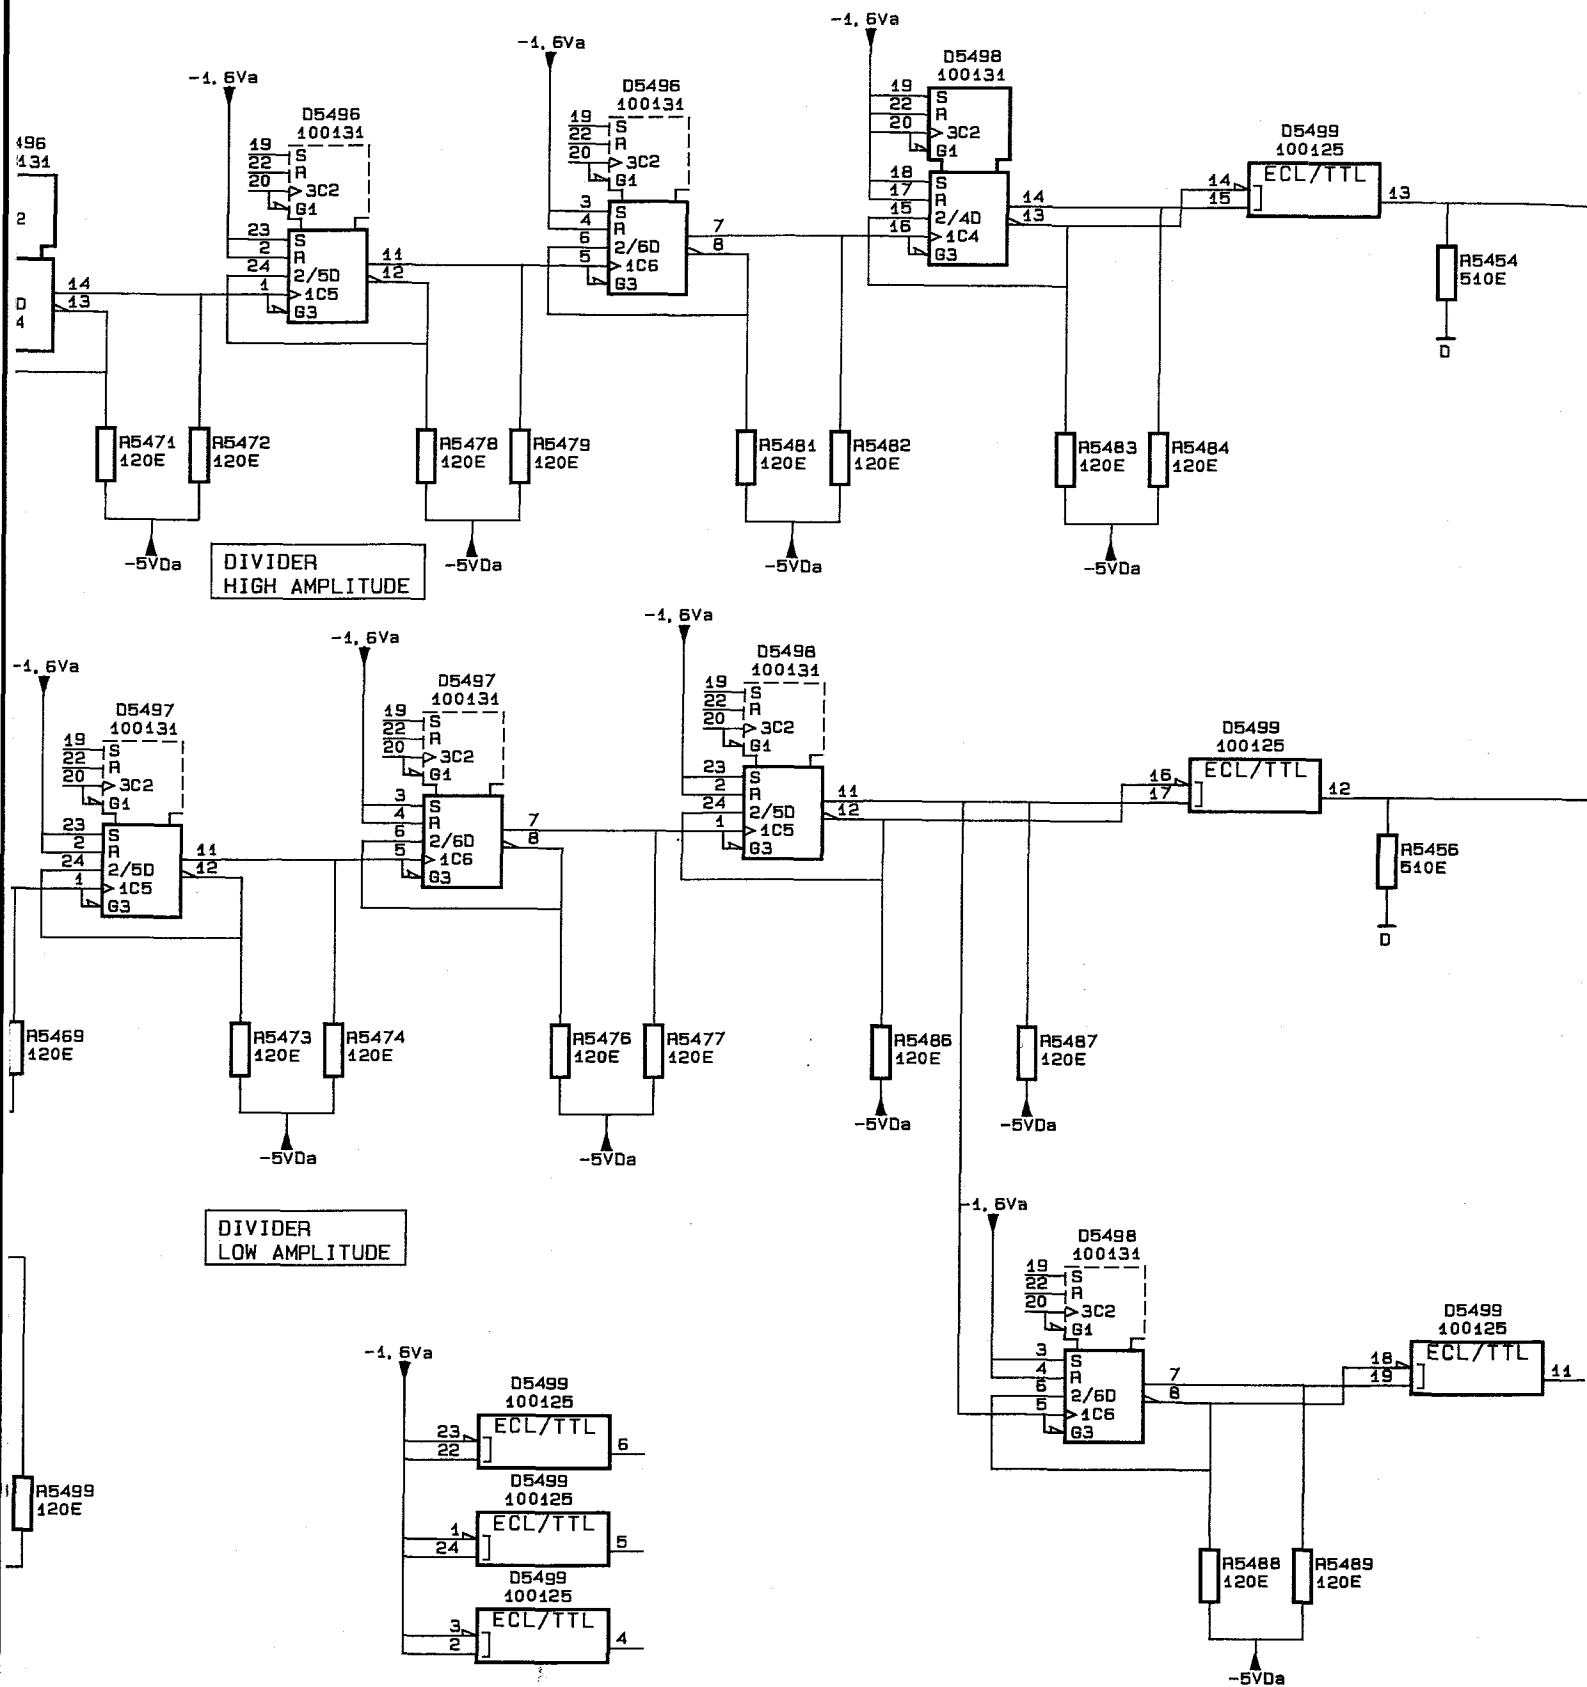 -1,6Va
D5498
100131
19 S
22 R
20 3C2
G1
18 S
17 R
15 2/4D
16 1C4
G3
14
13
D5499
100125
ECL/TTL
14
15
13
R5454
510E
D
-1,6Va
D5496
100131
19 S
22 R
20 3C2
G1
3 S
4 R
6 2/6D
5 1C6
G3
7
8
-1,6Va
D5496
100131
19 S
22 R
20 3C2
G1
23 S
2 R
24 2/5D
1 1C5
G3
11
12
496
131
2
D
4
14
13
R5471
120E
R5472
120E
R5478
120E
R5479
120E
R5481
120E
R5482
120E
R5483
120E
R5484
120E
-5VDa
-5VDa
-5VDa
-5VDa
DIVIDER
HIGH AMPLITUDE
-1,6Va
D5497
100131
19 S
22 R
20 3C2
G1
23 S
2 R
24 2/5D
1 1C5
G3
11
12
-1,6Va
D5497
100131
19 S
22 R
20 3C2
G1
3 S
4 R
6 2/6D
5 1C6
G3
7
8
-1,6Va
D5498
100131
19 S
22 R
20 3C2
G1
23 S
2 R
24 2/5D
1 1C5
G3
11
12
D5499
100125
ECL/TTL
16
17
12
R5456
510E
D
R5469
120E
R5473
120E
R5474
120E
R5476
120E
R5477
120E
R5486
120E
R5487
120E
-5VDa
-5VDa
-5VDa
-5VDa
DIVIDER
LOW AMPLITUDE
-1,6Va
D5498
100131
19 S
22 R
20 3C2
G1
3 S
4 R
6 2/6D
5 1C6
G3
7
8
D5499
100125
ECL/TTL
18
19
11
R5488
120E
R5489
120E
-5VDa
R5499
120E
-1,6Va
D5499
100125
ECL/TTL
23
22
6
D5499
100125
ECL/TTL
1
24
5
D5499
100125
ECL/TTL
3
2
4